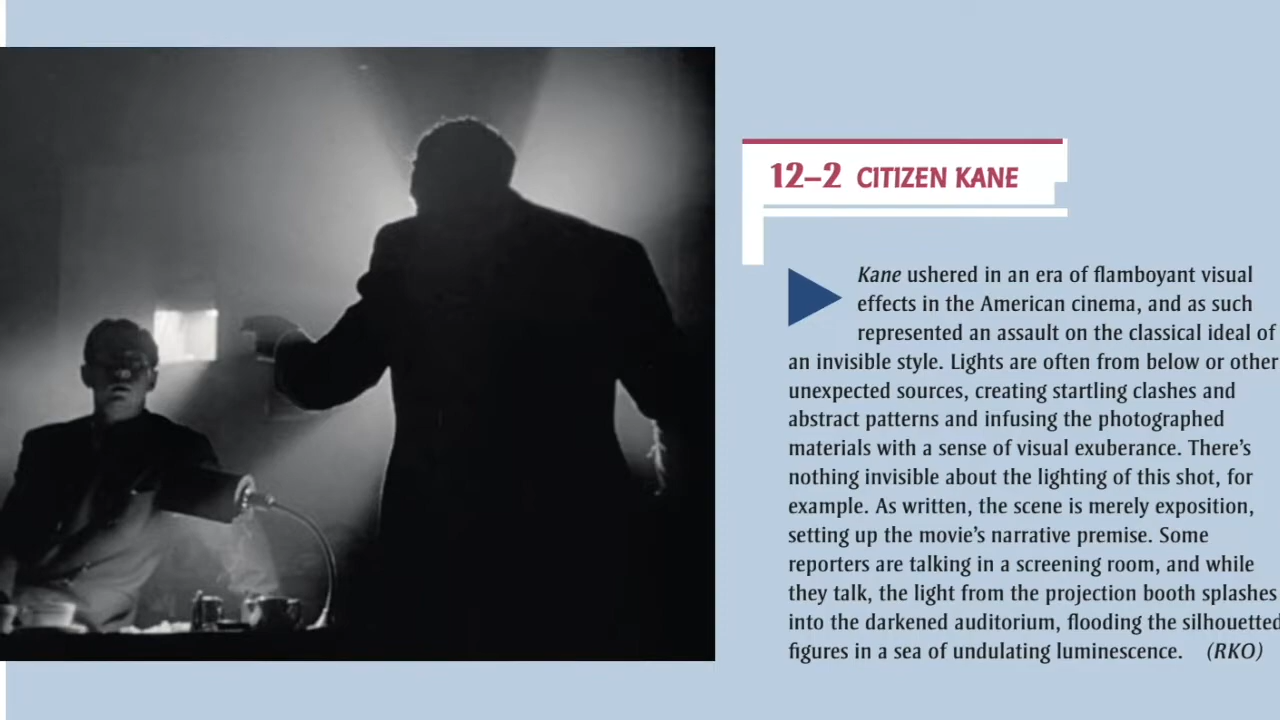 12–2 CITIZEN KANE
Kane ushered in an era of flamboyant visual
effects in the American cinema, and as such
represented an assault on the classical ideal of
an invisible style. Lights are often from below or other
unexpected sources, creating startling clashes and
abstract patterns and infusing the photographed
materials with a sense of visual exuberance. There’s
nothing invisible about the lighting of this shot, for
example. As written, the scene is merely exposition,
setting up the movie’s narrative premise. Some
reporters are talking in a screening room, and while
they talk, the light from the projection booth splashes
into the darkened auditorium, flooding the silhouetted
figures in a sea of undulating luminescence. (RKO)